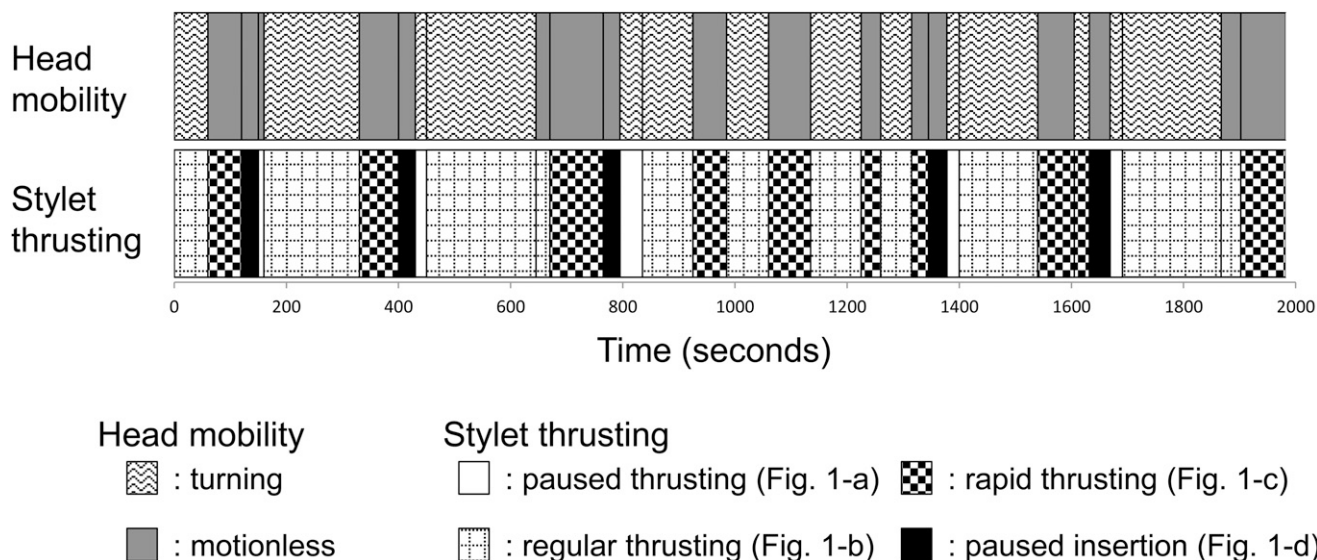 Head
mobility
Stylet
thrusting
0 200 400 600 800 1000 1200 1400 1600 1800 2000
Time (seconds)
Head mobility Stylet thrusting
: turning : paused thrusting (Fig. 1-a) : rapid thrusting (Fig. 1-c)
: motionless : regular thrusting (Fig. 1-b) : paused insertion (Fig. 1-d)